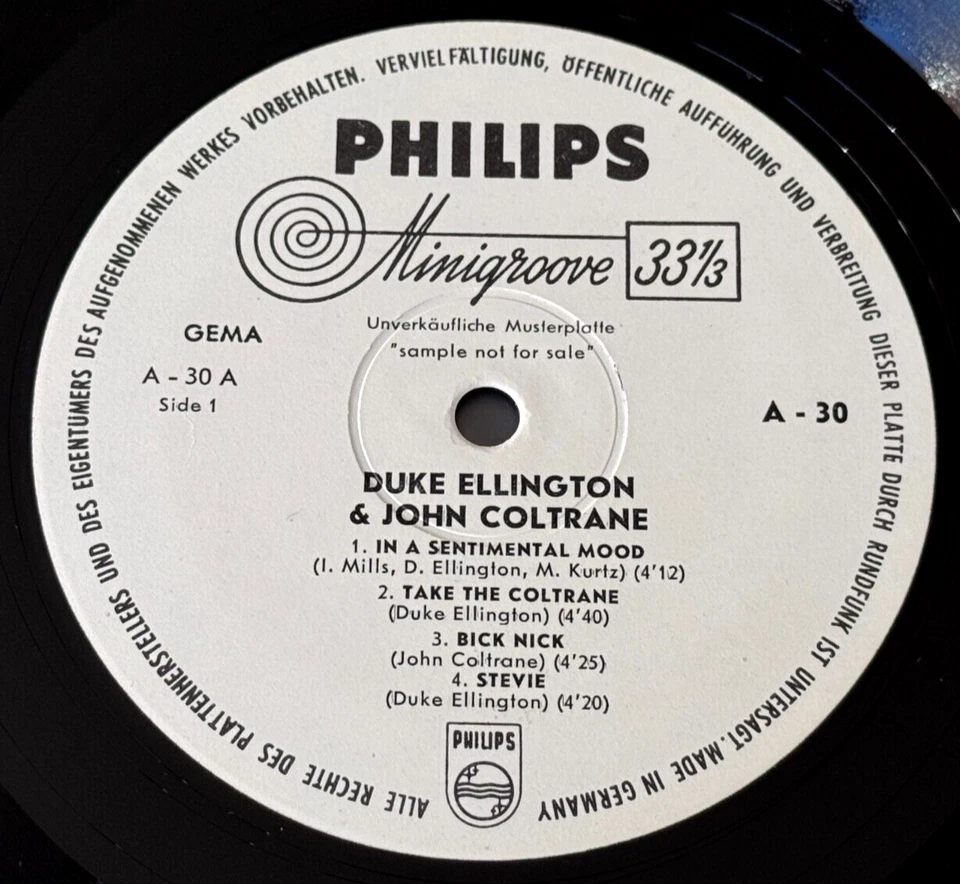 ALLE RECHTE DES PLATTENHERSTELLERS UND DES EIGENTÜMERS DES AUFGENOMMENEN WERKES VORBEHALTEN. VERVIELFÄLTIGUNG, ÖFFENTLICHE AUFFÜHRUNG UND VERBREITUNG DIESER PLATTE DURCH RUNDFUNK IST UNTERSAGT. MADE IN GERMANY
PHILIPS
Minigroove 33⅓
Unverkäufliche Musterplatte
"sample not for sale"
GEMA
A - 30 A
Side 1
A - 30
DUKE ELLINGTON
& JOHN COLTRANE
1. IN A SENTIMENTAL MOOD
(I. Mills, D. Ellington, M. Kurtz) (4'12)
2. TAKE THE COLTRANE
(Duke Ellington) (4'40)
3. BICK NICK
(John Coltrane) (4'25)
4. STEVIE
(Duke Ellington) (4'20)
PHILIPS